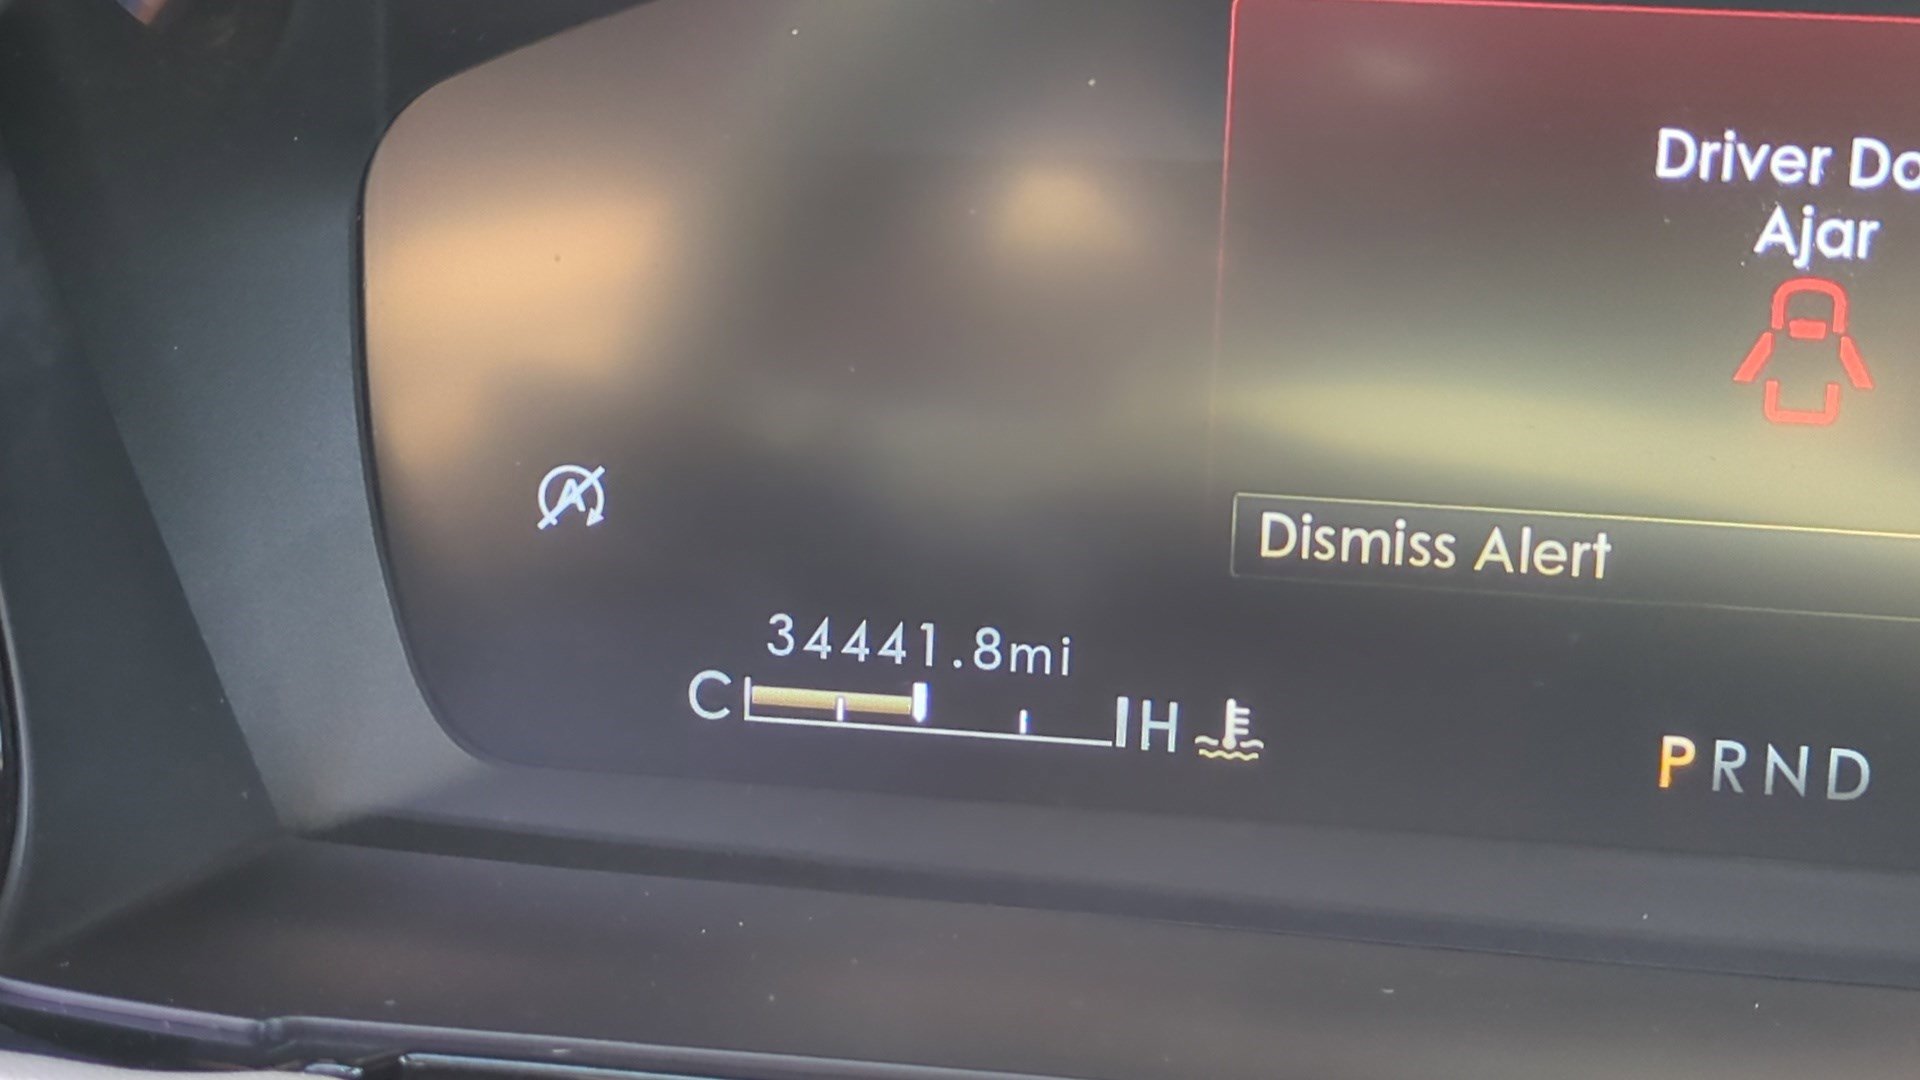 Driver Do
Ajar
Dismiss Alert
34441.8mi
C H
P R N D